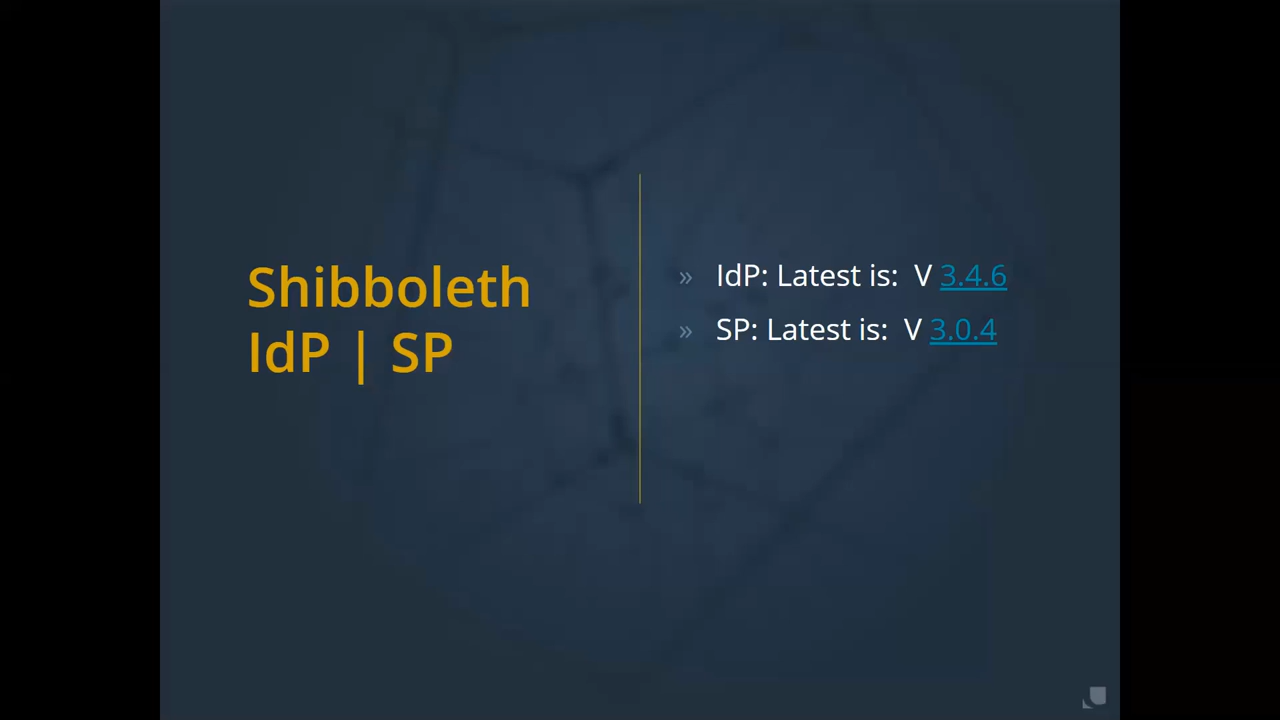 Shibboleth
IdP | SP
» IdP: Latest is: V 3.4.6
» SP: Latest is: V 3.0.4